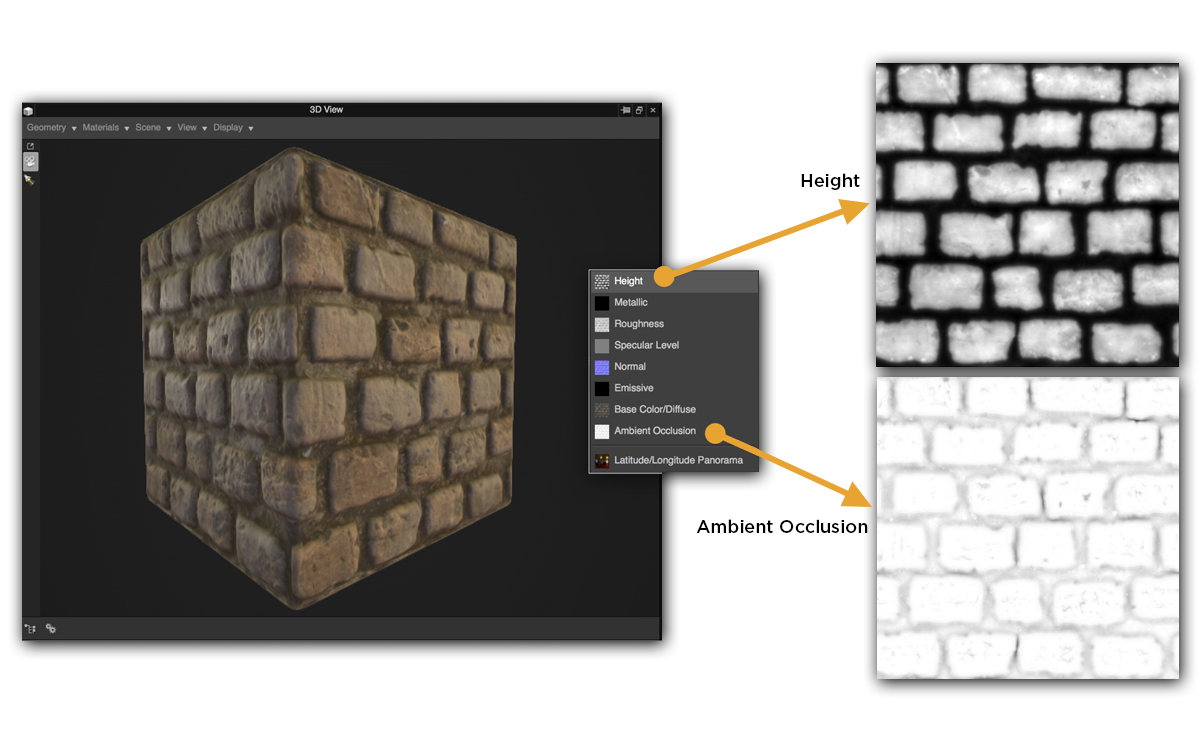 3D View
Geometry Materials Scene View Display
Height
Height
Metallic
Roughness
Specular Level
Normal
Emissive
Base Color/Diffuse
Ambient Occlusion
Latitude/Longitude Panorama
Ambient Occlusion